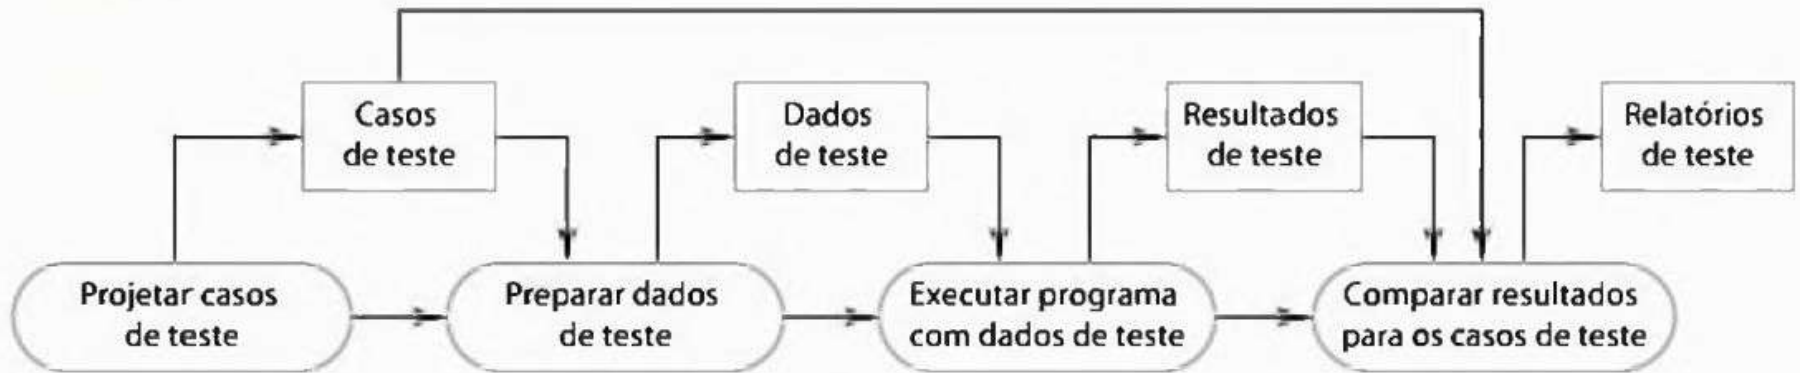 Casos
de teste
Dados
de teste
Resultados
de teste
Relatórios
de teste
Projetar casos
de teste
Preparar dados
de teste
Executar programa
com dados de teste
Comparar resultados
para os casos de teste